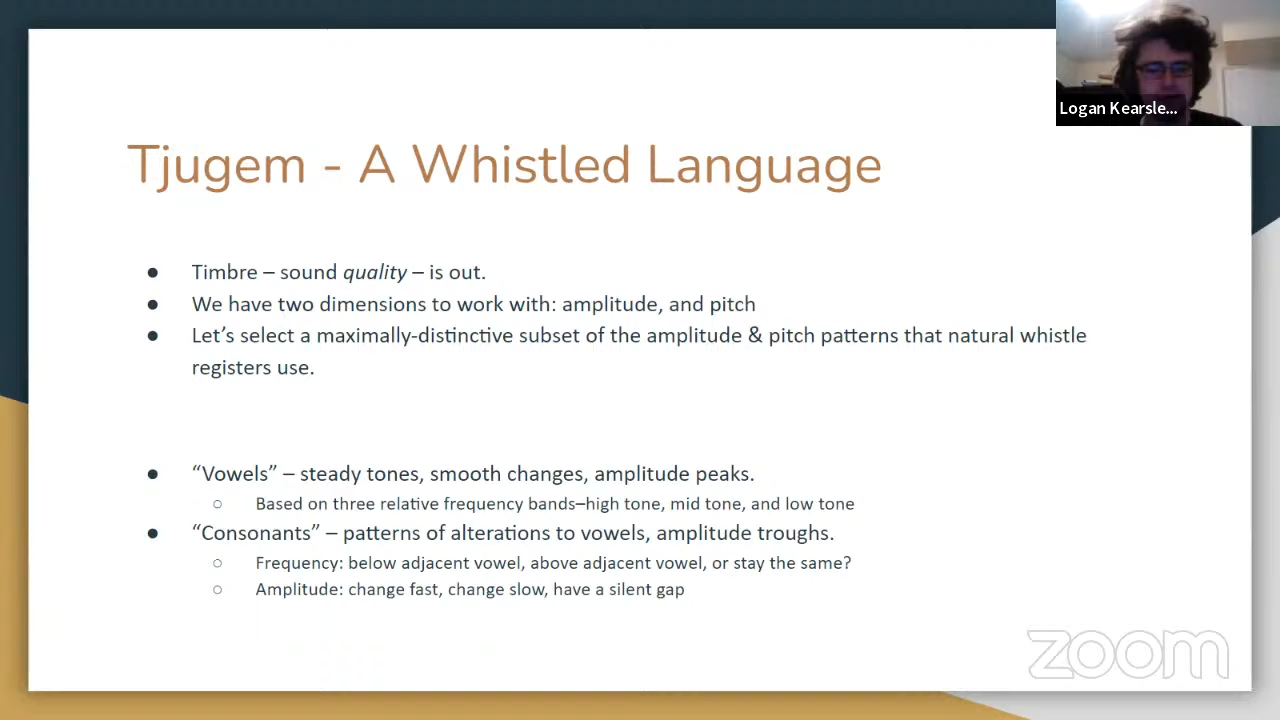 Logan Kearsle...
Tjugem - A Whistled Language
● Timbre – sound quality – is out.
● We have two dimensions to work with: amplitude, and pitch
● Let's select a maximally-distinctive subset of the amplitude & pitch patterns that natural whistle
registers use.
● “Vowels” – steady tones, smooth changes, amplitude peaks.
○ Based on three relative frequency bands–high tone, mid tone, and low tone
● “Consonants” – patterns of alterations to vowels, amplitude troughs.
○ Frequency: below adjacent vowel, above adjacent vowel, or stay the same?
○ Amplitude: change fast, change slow, have a silent gap
zoom